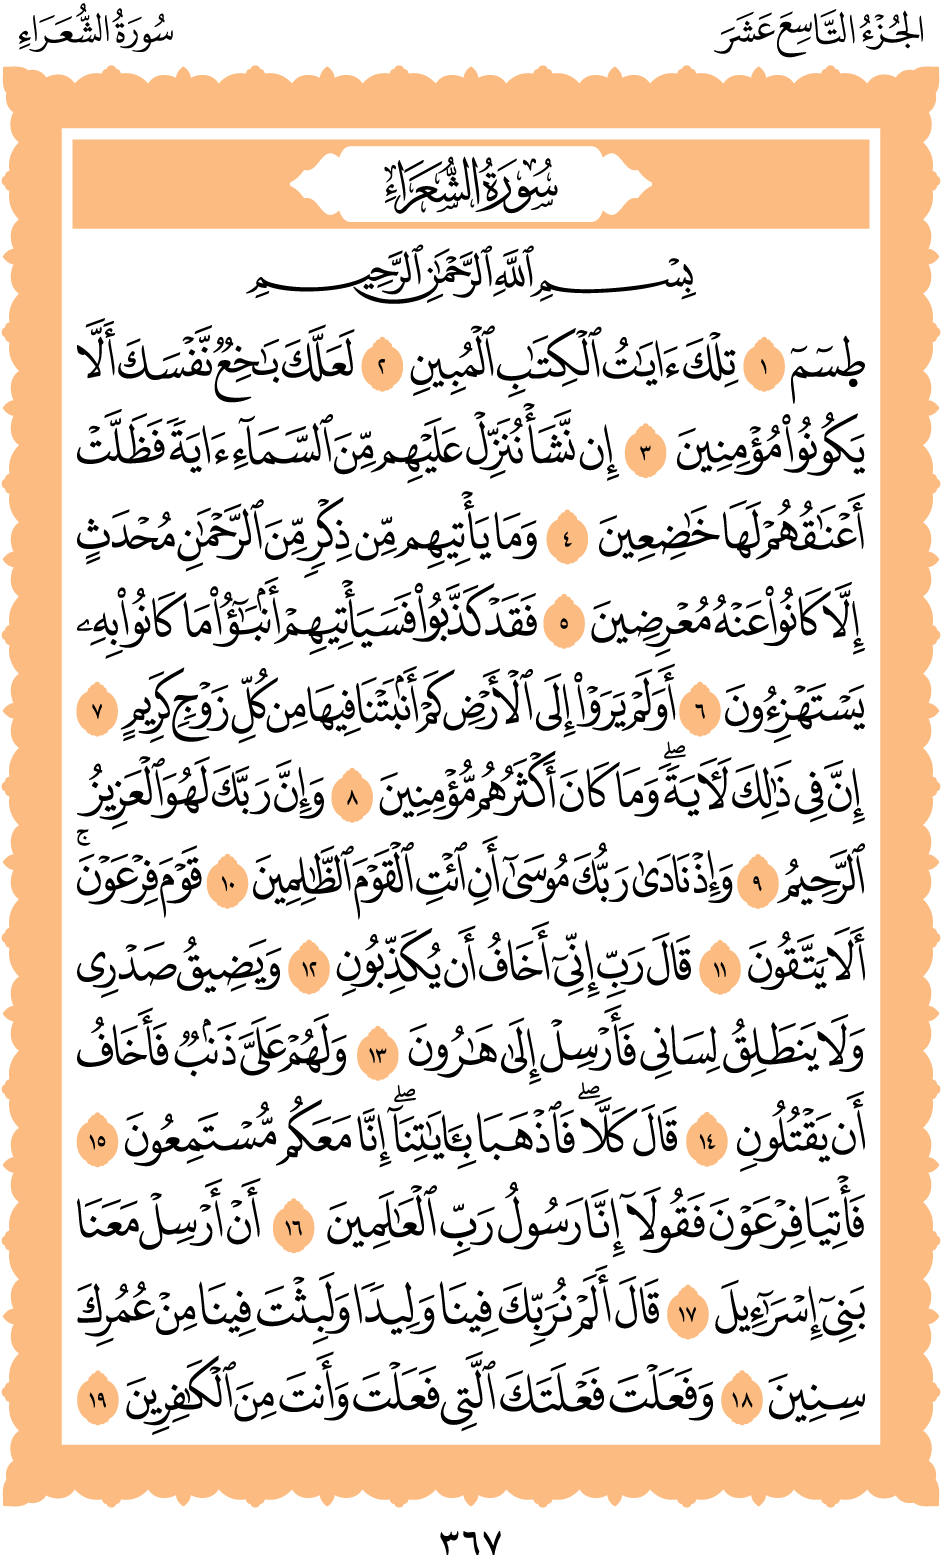 الجُزْءُ التَّاسِعَ عَشَرَ
سُورَةُ الشُّعَرَاءِ
سُورَةُ الشُّعَرَاءِ
بِسْمِ ٱللَّهِ ٱلرَّحْمَٰنِ ٱلرَّحِيمِ
طسٓمٓ ١ تِلْكَ ءَايَٰتُ ٱلْكِتَٰبِ ٱلْمُبِينِ ٢ لَعَلَّكَ بَٰخِعٌ نَّفْسَكَ أَلَّا
يَكُونُوا۟ مُؤْمِنِينَ ٣ إِن نَّشَأْ نُنَزِّلْ عَلَيْهِم مِّنَ ٱلسَّمَآءِ ءَايَةً فَظَلَّتْ
أَعْنَٰقُهُمْ لَهَا خَٰضِعِينَ ٤ وَمَا يَأْتِيهِم مِّن ذِكْرٍ مِّنَ ٱلرَّحْمَٰنِ مُحْدَثٍ
إِلَّا كَانُوا۟ عَنْهُ مُعْرِضِينَ ٥ فَقَدْ كَذَّبُوا۟ فَسَيَأْتِيهِمْ أَنۢبَٰٓؤُا۟ مَا كَانُوا۟ بِهِۦ
يَسْتَهْزِءُونَ ٦ أَوَلَمْ يَرَوْا۟ إِلَى ٱلْأَرْضِ كَمْ أَنۢبَتْنَا فِيهَا مِن كُلِّ زَوْجٍ كَرِيمٍ ٧
إِنَّ فِى ذَٰلِكَ لَءَايَةً ۖ وَمَا كَانَ أَكْثَرُهُم مُّؤْمِنِينَ ٨ وَإِنَّ رَبَّكَ لَهُوَ ٱلْعَزِيزُ
ٱلرَّحِيمُ ٩ وَإِذْ نَادَىٰ رَبُّكَ مُوسَىٰٓ أَنِ ٱئْتِ ٱلْقَوْمَ ٱلظَّٰلِمِينَ ١٠ قَوْمَ فِرْعَوْنَ ۚ
أَلَا يَتَّقُونَ ١١ قَالَ رَبِّ إِنِّىٓ أَخَافُ أَن يُكَذِّبُونِ ١٢ وَيَضِيقُ صَدْرِى
وَلَا يَنطَلِقُ لِسَانِى فَأَرْسِلْ إِلَىٰ هَٰرُونَ ١٣ وَلَهُمْ عَلَىَّ ذَنۢبٌ فَأَخَافُ
أَن يَقْتُلُونِ ١٤ قَالَ كَلَّا ۖ فَٱذْهَبَا بِـَٔايَٰتِنَآ ۖ إِنَّا مَعَكُم مُّسْتَمِعُونَ ١٥
فَأْتِيَا فِرْعَوْنَ فَقُولَآ إِنَّا رَسُولُ رَبِّ ٱلْعَٰلَمِينَ ١٦ أَنْ أَرْسِلْ مَعَنَا
بَنِىٓ إِسْرَٰٓءِيلَ ١٧ قَالَ أَلَمْ نُرَبِّكَ فِينَا وَلِيدًا وَلَبِثْتَ فِينَا مِنْ عُمُرِكَ
سِنِينَ ١٨ وَفَعَلْتَ فَعْلَتَكَ ٱلَّتِى فَعَلْتَ وَأَنتَ مِنَ ٱلْكَٰفِرِينَ ١٩
٣٦٧